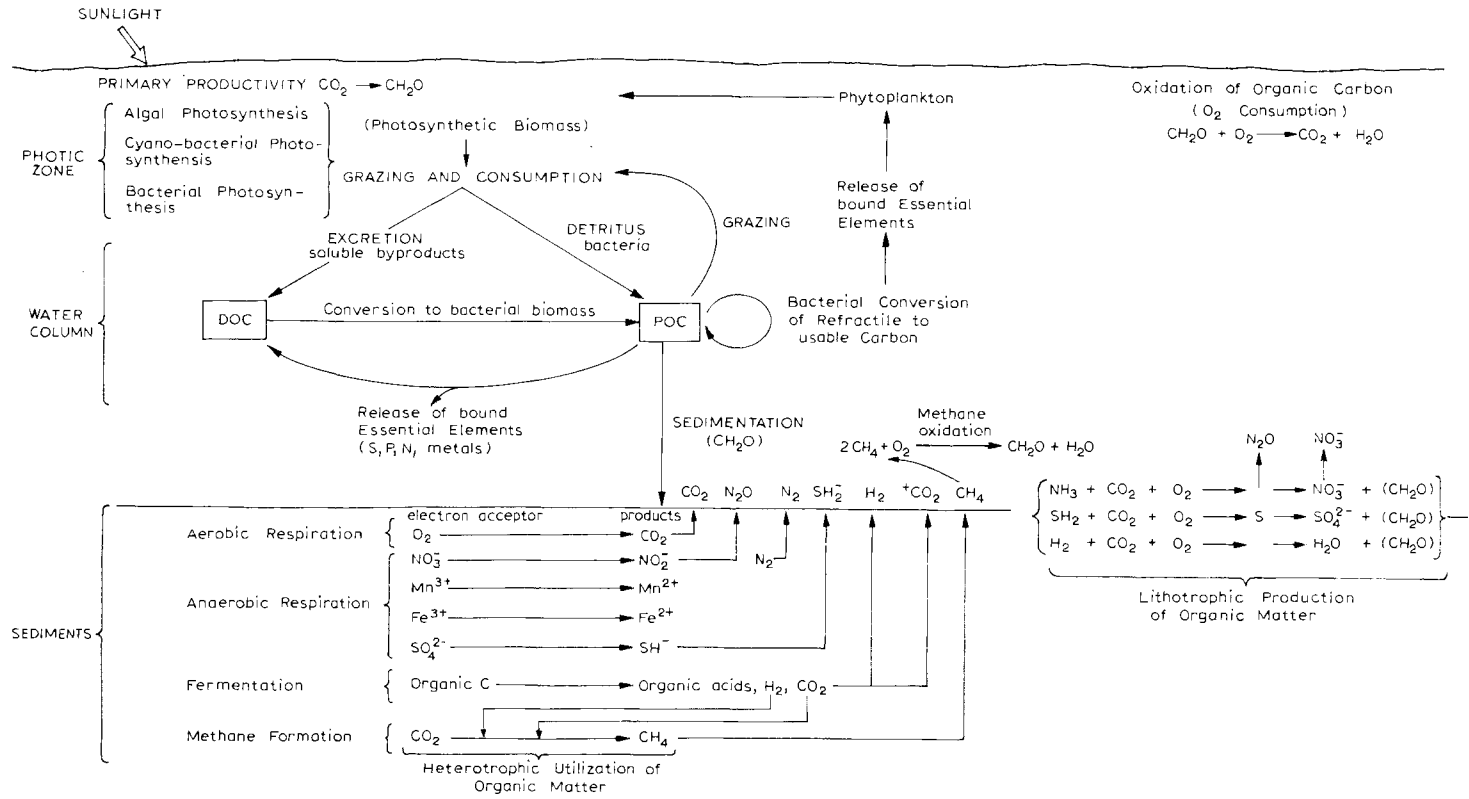 SUNLIGHT
PRIMARY PRODUCTIVITY CO₂ → CH₂O
PHOTIC
ZONE
Algal Photosynthesis
Cyano-bacterial Photo-
synthensis
Bacterial Photosyn-
thesis
(Photosynthetic Biomass)
GRAZING AND CONSUMPTION
Phytoplankton
Oxidation of Organic Carbon
(O₂ Consumption)
CH₂O + O₂ → CO₂ + H₂O
Release of
bound Essential
Elements
GRAZING
EXCRETION
soluble byproducts
DETRITUS
bacteria
WATER
COLUMN
DOC
Conversion to bacterial biomass
POC
Bacterial Conversion
of Refractile to
usable Carbon
Release of bound
Essential Elements
(S,P,N, metals)
SEDIMENTATION
(CH₂O)
Methane
oxidation
2CH₄+O₂ → CH₂O + H₂O
CO₂ N₂O N₂ SH₂⁻ H₂ ⁺CO₂ CH₄
N₂O NO₃⁻
NH₃ + CO₂ + O₂ → → NO₃⁻ + (CH₂O)
SH₂ + CO₂ + O₂ → S → SO₄²⁻ + (CH₂O)
H₂ + CO₂ + O₂ → → H₂O + (CH₂O)
Lithotrophic Production
of Organic Matter
SEDIMENTS
electron acceptor products
Aerobic Respiration O₂ → CO₂
Anaerobic Respiration
NO₃⁻ → NO₂⁻ N₂
Mn³⁺ → Mn²⁺
Fe³⁺ → Fe²⁺
SO₄²⁻ → SH⁻
Fermentation Organic C → Organic acids, H₂, CO₂
Methane Formation CO₂ → CH₄
Heterotrophic Utilization of
Organic Matter